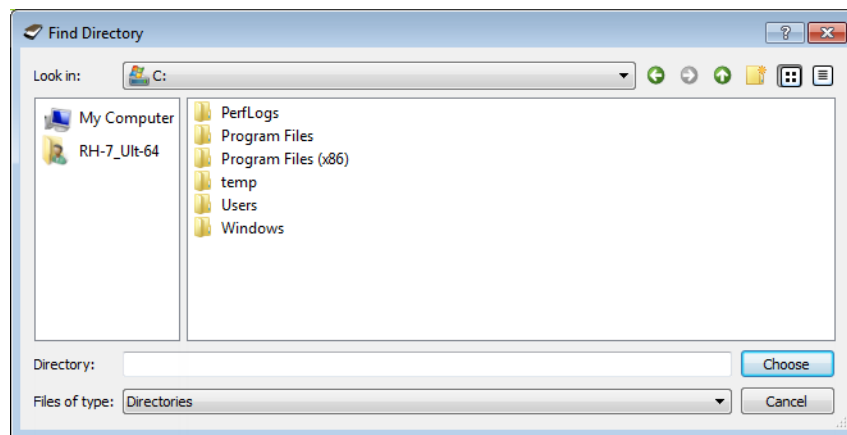 Find Directory
Look in: C:
My Computer
RH-7_Ult-64
PerfLogs
Program Files
Program Files (x86)
temp
Users
Windows
Directory: Choose
Files of type: Directories Cancel